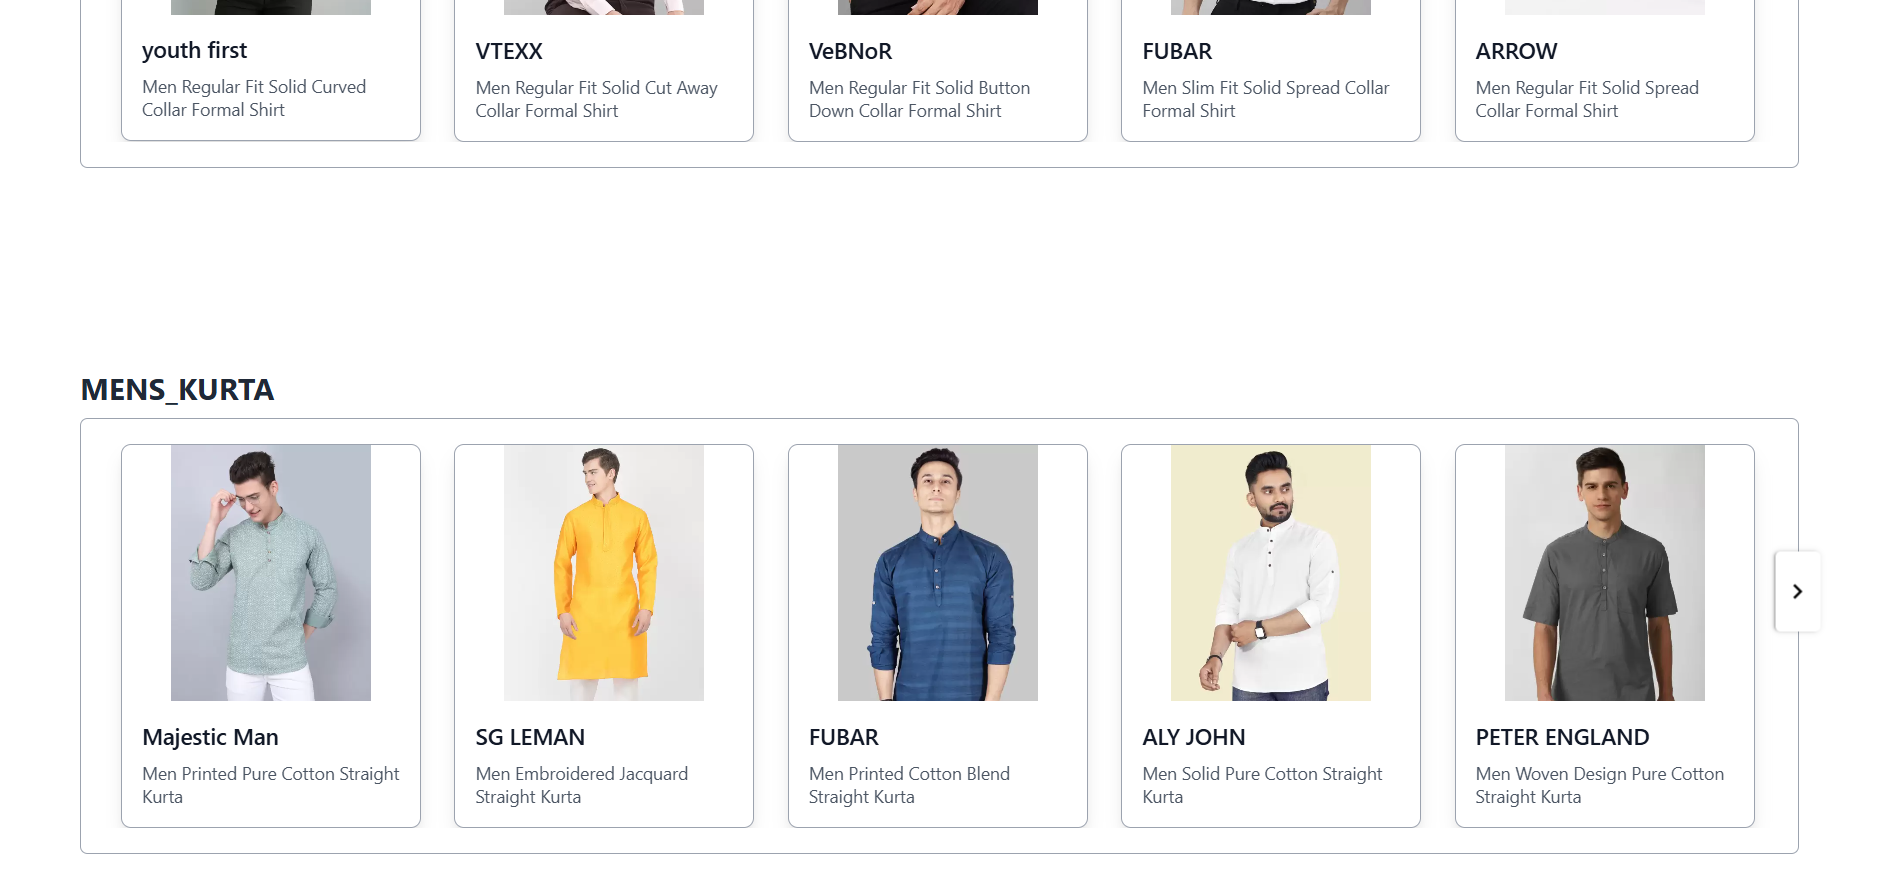 youth first
Men Regular Fit Solid Curved
Collar Formal Shirt
VTEXX
Men Regular Fit Solid Cut Away
Collar Formal Shirt
VeBNoR
Men Regular Fit Solid Button
Down Collar Formal Shirt
FUBAR
Men Slim Fit Solid Spread Collar
Formal Shirt
ARROW
Men Regular Fit Solid Spread
Collar Formal Shirt
MENS_KURTA
Majestic Man
Men Printed Pure Cotton Straight
Kurta
SG LEMAN
Men Embroidered Jacquard
Straight Kurta
FUBAR
Men Printed Cotton Blend
Straight Kurta
ALY JOHN
Men Solid Pure Cotton Straight
Kurta
PETER ENGLAND
Men Woven Design Pure Cotton
Straight Kurta